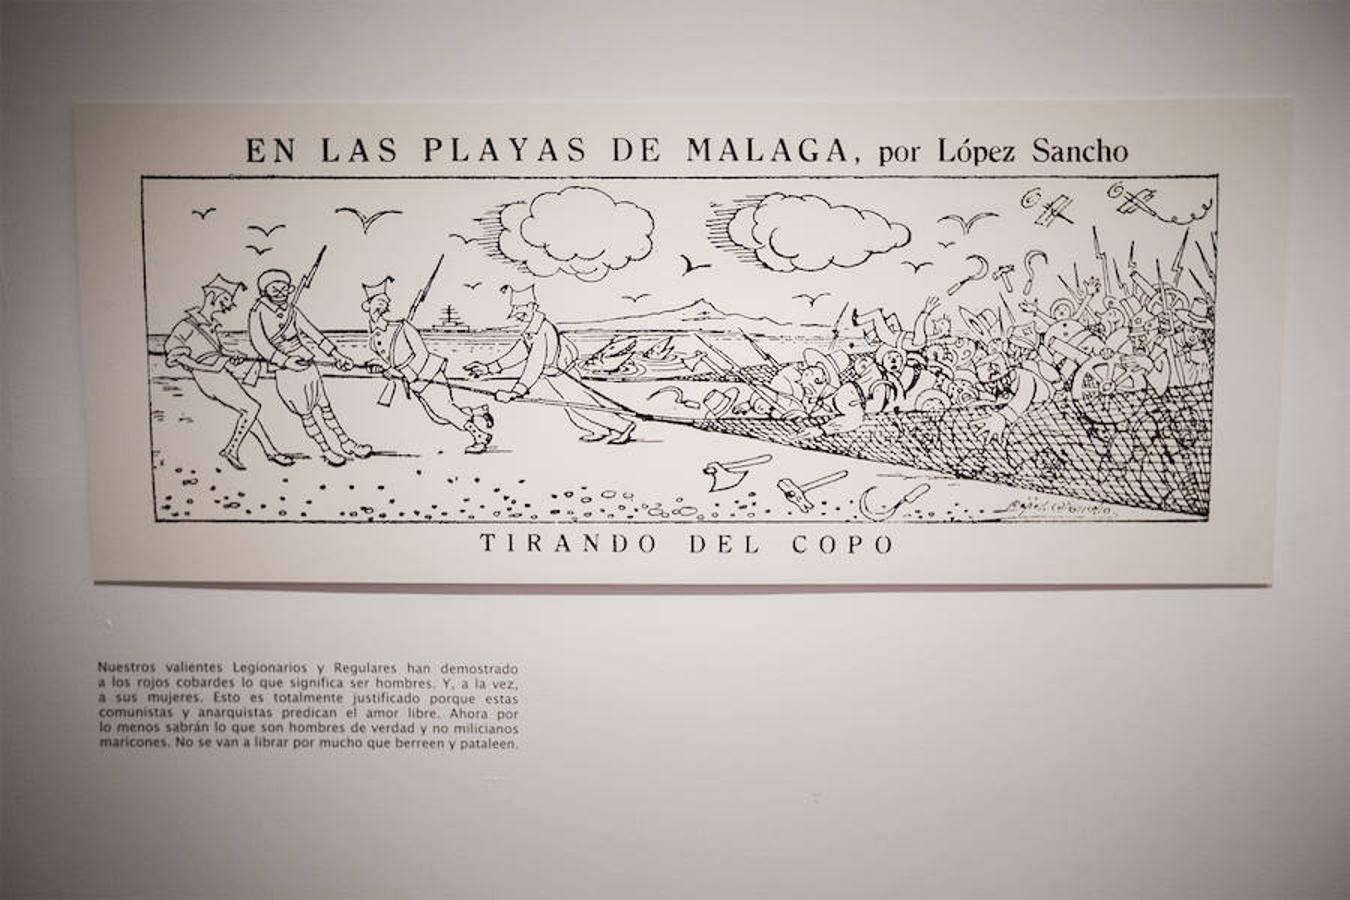 EN LAS PLAYAS DE MALAGA, por López Sancho
TIRANDO DEL COPO
Nuestros valientes Legionarios y Regulares han demostrado
a los rojos cobardes lo que significa ser hombres. Y, a la vez,
a sus mujeres. Esto es totalmente justificado porque estas
comunistas y anarquistas predican el amor libre. Ahora por
lo menos sabrán lo que son hombres de verdad y no milicianos
maricones. No se van a librar por mucho que berreen y pataleen.